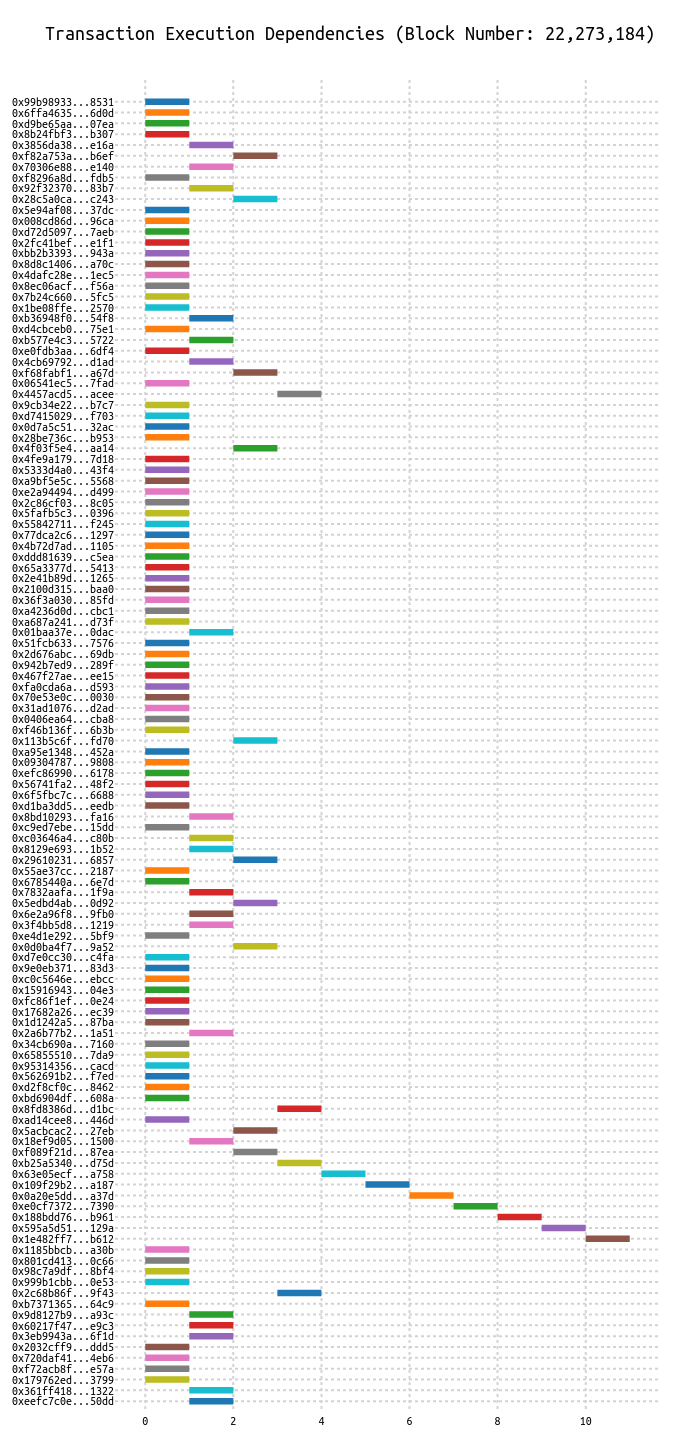 Transaction Execution Dependencies (Block Number: 22,273,184)
0x99b98933...8531
0x6ffa4635...6d0d
0xd9be65aa...07ea
0x8b24fbf3...b307
0x3856da38...e16a
0xf82a753a...b6ef
0x70306e88...e140
0xf8296a8d...fdb5
0x92f32370...83b7
0x28c5a0ca...c243
0x5e94af08...37dc
0x008cd86d...96ca
0xd72d5097...7aeb
0x2fc41bef...e1f1
0xbb2b3393...943a
0x8d8c1406...a70c
0x4dafc28e...1ec5
0x8ec06acf...f56a
0x7b24c660...5fc5
0x1be08ffe...2570
0xb36948f0...54f8
0xd4cbceb0...75e1
0xb577e4c3...5722
0xe0fdb3aa...6df4
0x4cb69792...d1ad
0xf68fabf1...a67d
0x06541ec5...7fad
0x4457acd5...acee
0x9cb34e22...b7c7
0xd7415029...f703
0x0d7a5c51...32ac
0x28be736c...b953
0x4f03f5e4...aa14
0x4fe9a179...7d18
0x5333d4a0...43f4
0xa9bf5e5c...5568
0xe2a94494...d499
0x2c86cf03...8c05
0x5fafb5c3...0396
0x55842711...f245
0x77dca2c6...1297
0x4b72d7ad...1105
0xddd81639...c5ea
0x65a3377d...5413
0x2e41b89d...1265
0x2100d315...baa0
0x36f3a030...85fd
0xa4236d0d...cbc1
0xa687a241...d73f
0x01baa37e...0dac
0x51fcb633...7576
0x2d676abc...69db
0x942b7ed9...289f
0x467f27ae...ee15
0xfa0cda6a...d593
0x70e53e0c...0030
0x31ad1076...d2ad
0x0406ea64...cba8
0xf46b136f...6b3b
0x113b5c6f...fd70
0xa95e1348...452a
0x09304787...9808
0xefc86990...6178
0x56741fa2...48f2
0x6f5fbc7c...6688
0xd1ba3dd5...eedb
0x8bd10293...fa16
0xc9ed7ebe...15dd
0xc03646a4...c80b
0x8129e693...1b52
0x29610231...6857
0x55ae37cc...2187
0x6785440a...6e7d
0x7832aafa...1f9a
0x5edbd4ab...0d92
0x6e2a96f8...9fb0
0x3f4bb5d8...1219
0xe4d1e292...5bf9
0x0d0ba4f7...9a52
0xd7e0cc30...c4fa
0x9e0eb371...83d3
0xc0c5646e...ebcc
0x15916943...04e3
0xfc86f1ef...0e24
0x17682a26...ec39
0x1d1242a5...87ba
0x2a6b77b2...1a51
0x34cb690a...7160
0x65855510...7da9
0x95314356...cacd
0x562691b2...f7ed
0xd2f8cf0c...8462
0xbd6904df...608a
0x8fd8386d...d1bc
0xad14cee8...446d
0x5acbcac2...27eb
0x18ef9d05...1500
0xf089f21d...87ea
0xb25a5340...d75d
0x63e05ecf...a758
0x109f29b2...a187
0x0a20e5dd...a37d
0xe0cf7372...7390
0x188bdd76...b961
0x595a5d51...129a
0x1e482ff7...b612
0x1185bbcb...a30b
0x801cd413...0c66
0x98c7a9df...8bf4
0x999b1cbb...0e53
0x2c68b86f...9f43
0xb7371365...64c9
0x9d8127b9...a93c
0x60217f47...e9c3
0x3eb9943a...6f1d
0x2032cff9...ddd5
0x720daf41...4eb6
0xf72acb8f...e57a
0x179762ed...3799
0x361ff418...1322
0xeefc7c0e...50dd
0 2 4 6 8 10